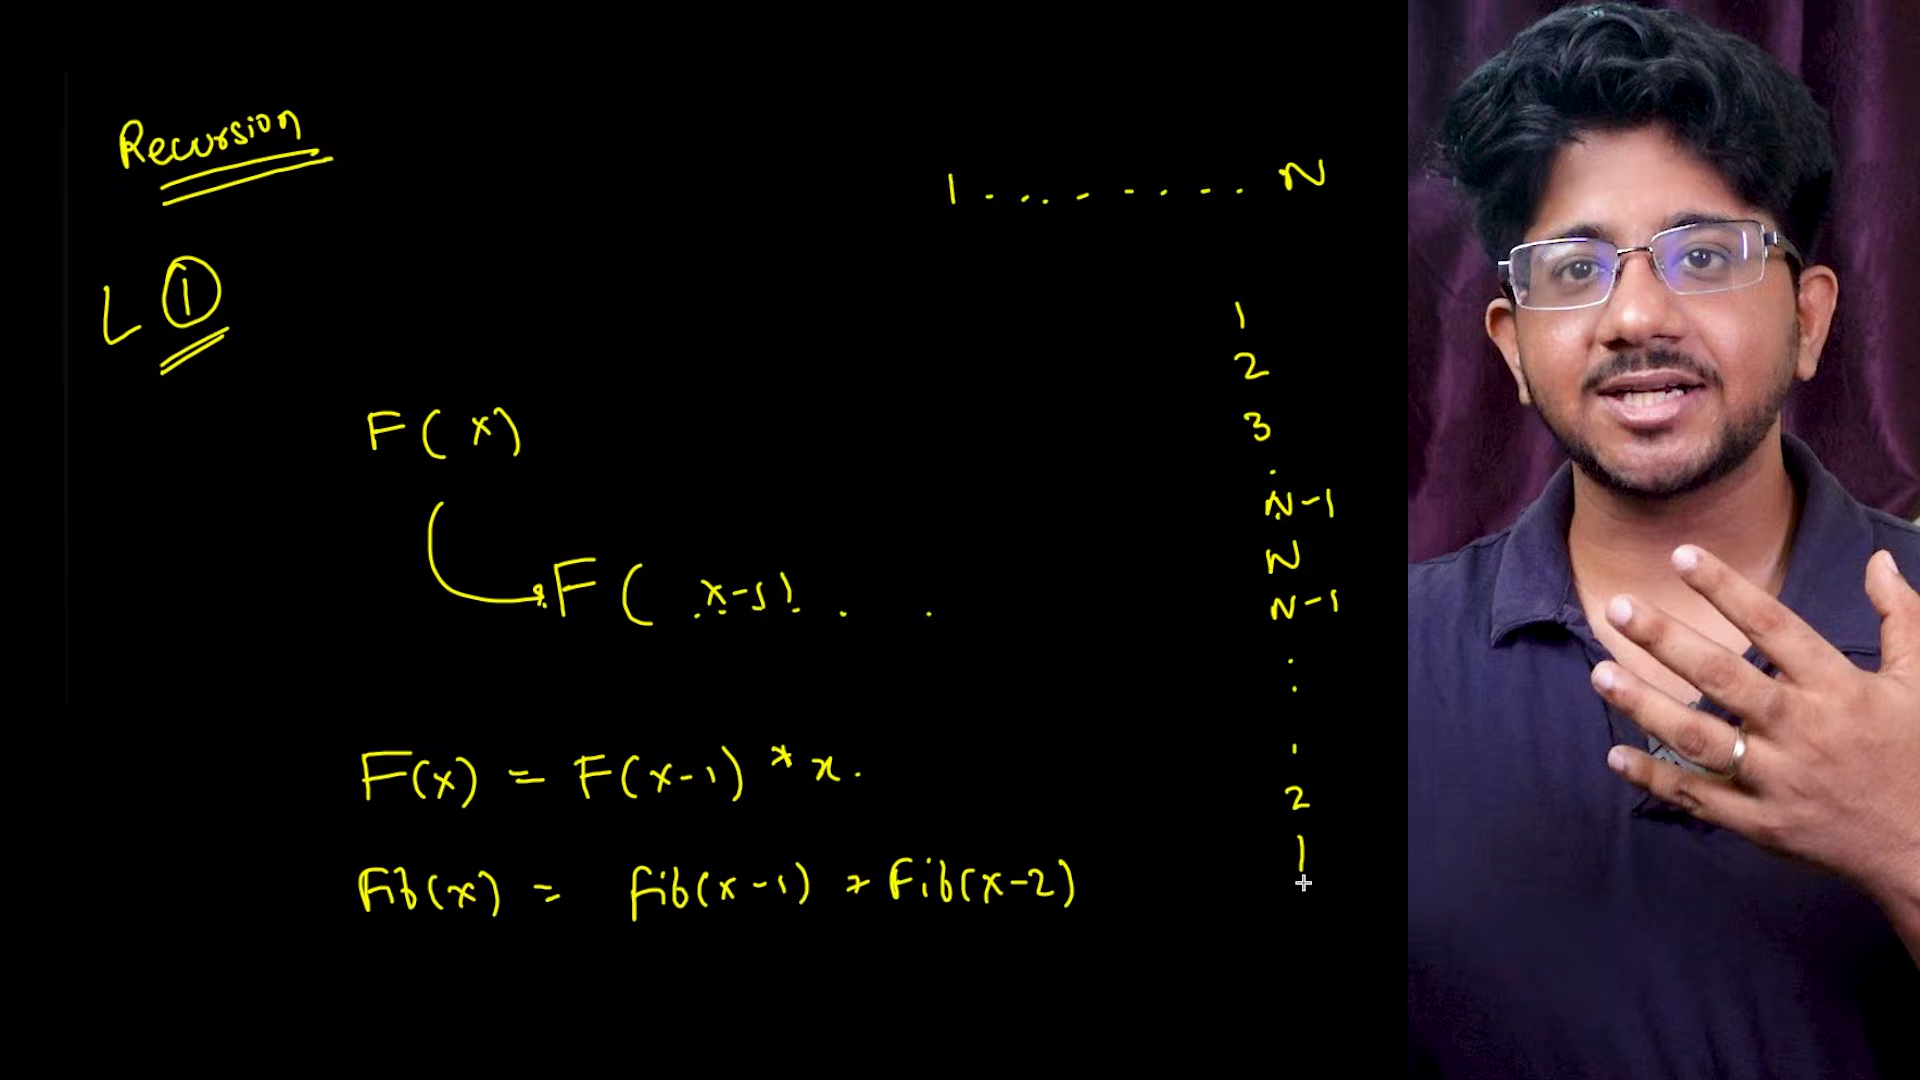 Recursion
L 1
F(x)
F( x-1)
F(x) = F(x-1) * x.
Fib(x) = Fib(x-1) + Fib(x-2)
1 . . . . . . . . N
1
2
3
.
N-1
N
N-1
:
.
2
1